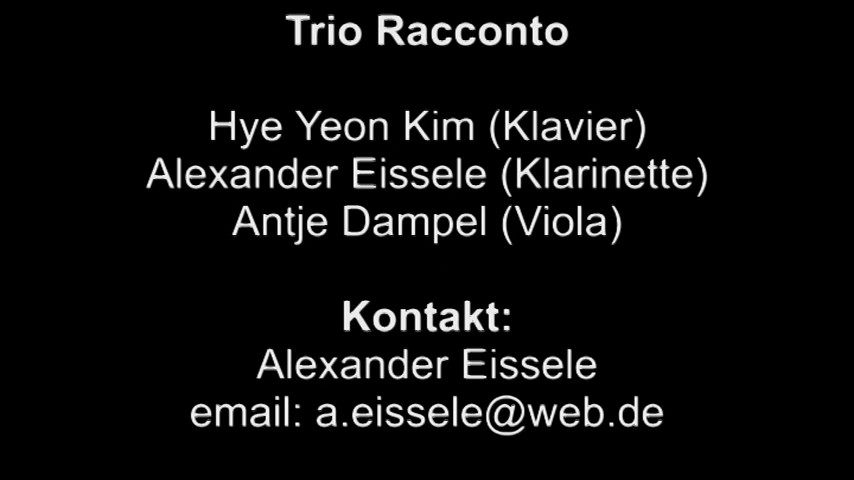 Trio Racconto
Hye Yeon Kim (Klavier)
Alexander Eissele (Klarinette)
Antje Dampel (Viola)
Kontakt:
Alexander Eissele
email: a.eissele@web.de